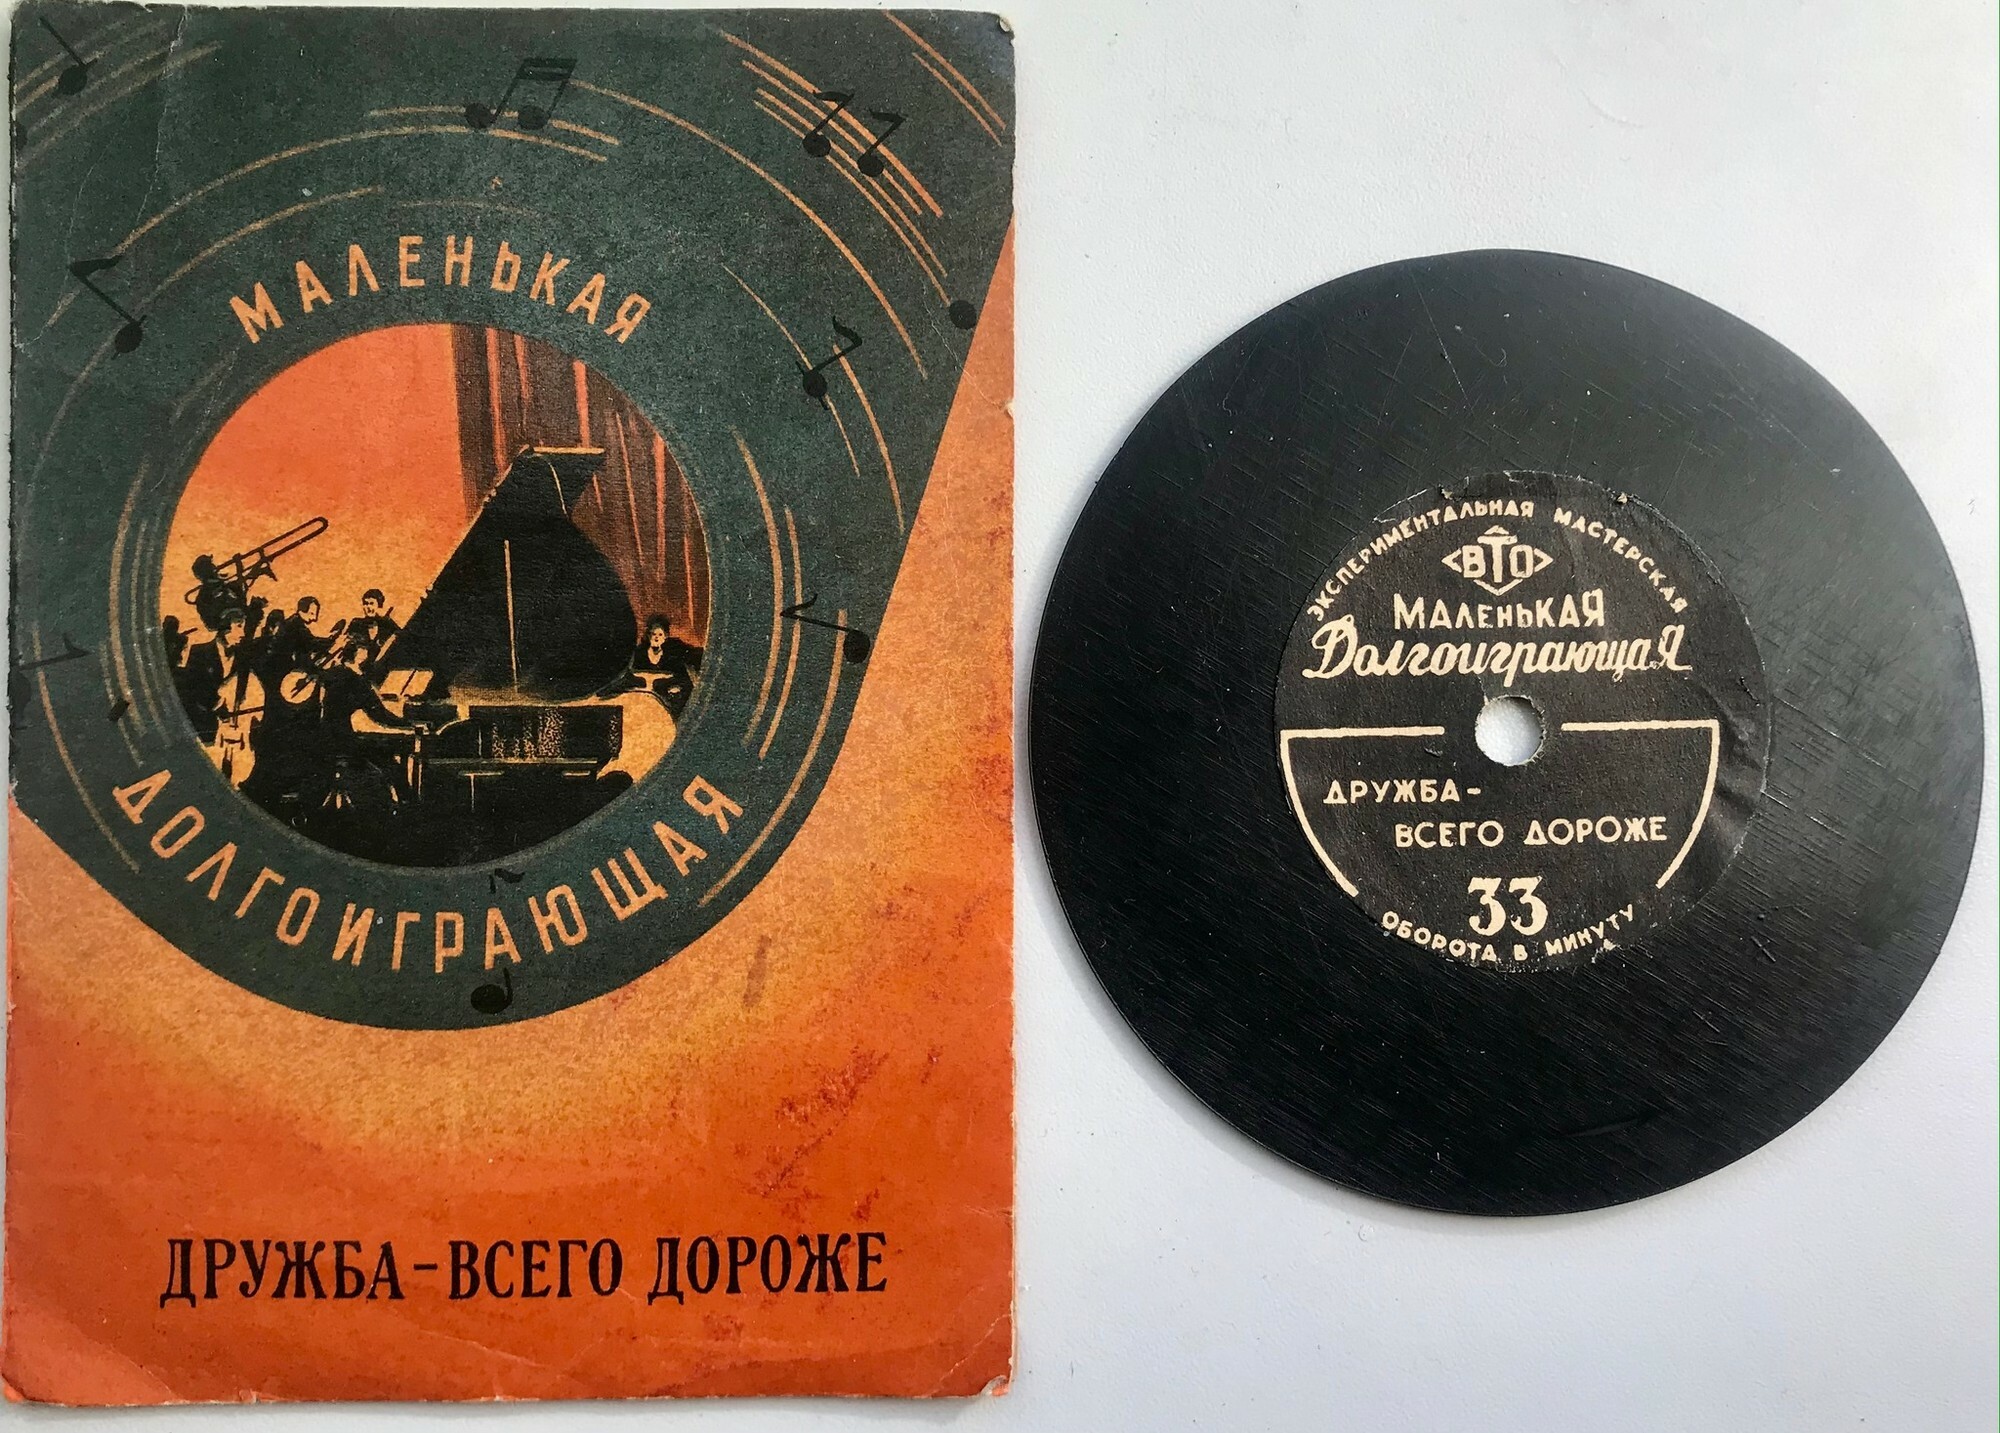 МАЛЕНЬКАЯ
ДОЛГОИГРАЮЩАЯ
ДРУЖБА – ВСЕГО ДОРОЖЕ
ЭКСПЕРИМЕНТАЛЬНАЯ МАСТЕРСКАЯ
ВТО
МАЛЕНЬКАЯ
Долгоиграющая
ДРУЖБА –
ВСЕГО ДОРОЖЕ
33
ОБОРОТА В МИНУТУ